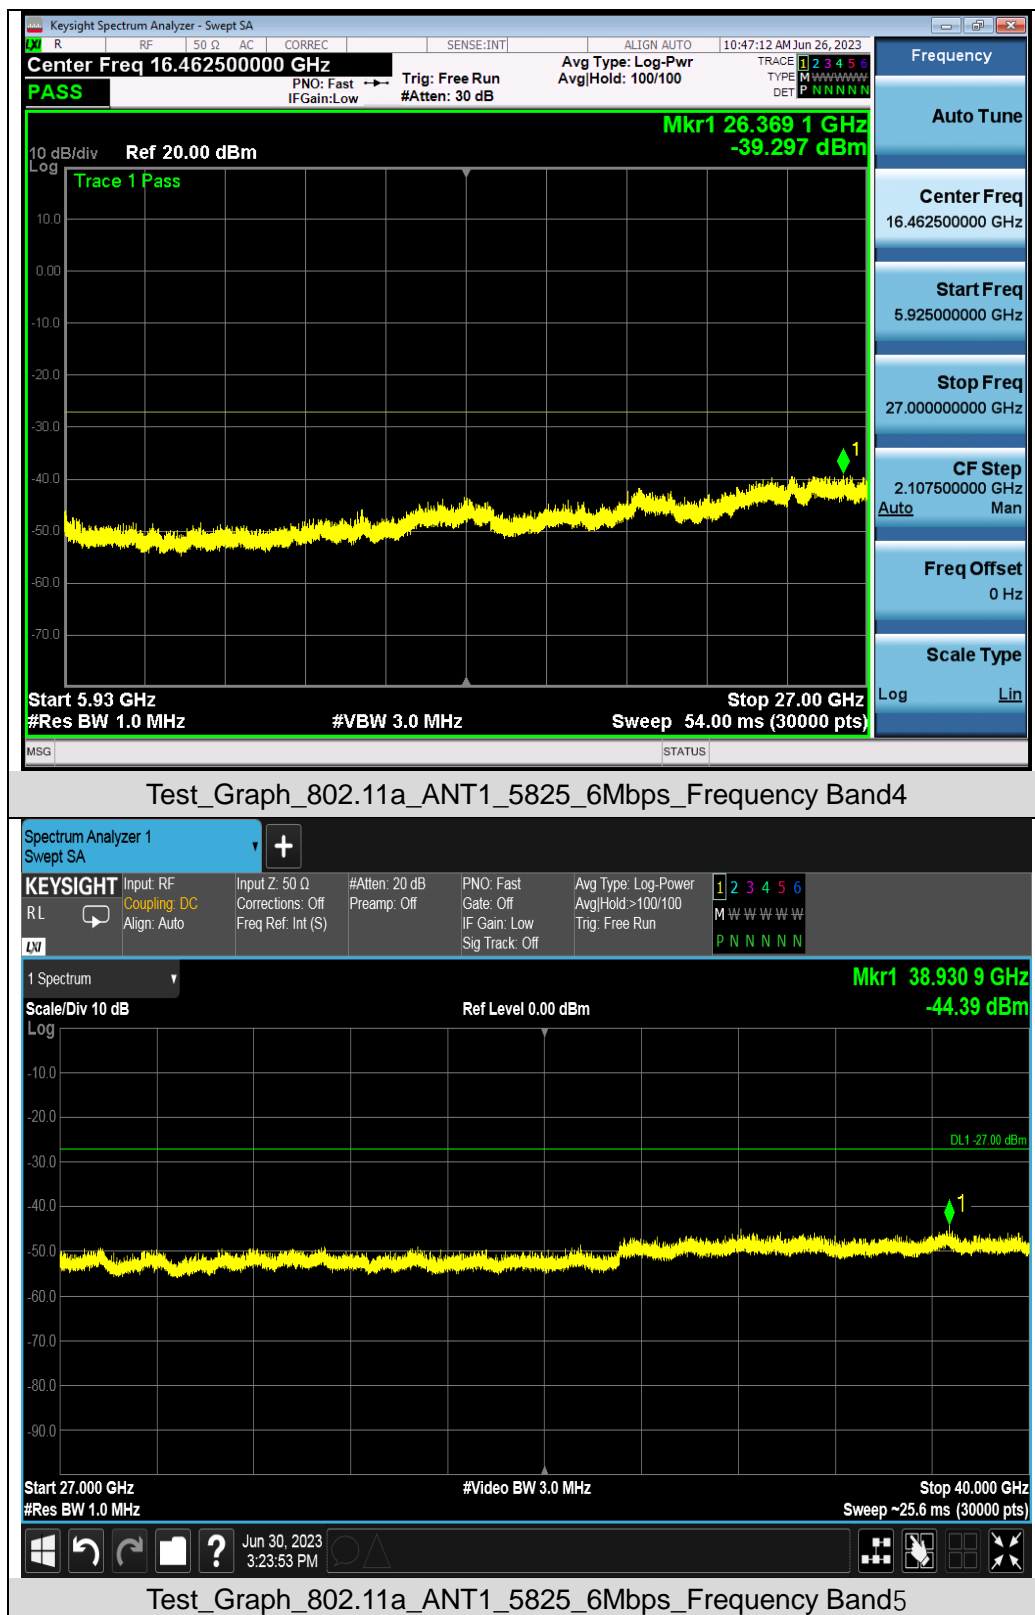 Keysight Spectrum Analyzer - Swept SA
LXI R RF 50 Ω AC CORREC SENSE:INT ALIGN AUTO 10:47:12 AM Jun 26, 2023
Center Freq 16.462500000 GHz
PASS
PNO: Fast
IFGain:Low
Trig: Free Run
#Atten: 30 dB
Avg Type: Log-Pwr
Avg|Hold: 100/100
TRACE 1 2 3 4 5 6
TYPE M W W W W W
DET P N N N N N
Mkr1 26.369 1 GHz
-39.297 dBm
10 dB/div Ref 20.00 dBm
Log
Trace 1 Pass
10.0
0.00
-10.0
-20.0
-30.0
-40.0
-50.0
-60.0
-70.0
1
Start 5.93 GHz Stop 27.00 GHz
#Res BW 1.0 MHz #VBW 3.0 MHz Sweep 54.00 ms (30000 pts)
MSG STATUS
Frequency
Auto Tune
Center Freq
16.462500000 GHz
Start Freq
5.925000000 GHz
Stop Freq
27.000000000 GHz
CF Step
2.107500000 GHz
Auto Man
Freq Offset
0 Hz
Scale Type
Log Lin
Test_Graph_802.11a_ANT1_5825_6Mbps_Frequency Band4
Spectrum Analyzer 1
Swept SA
+
KEYSIGHT
R L
LXI
Input: RF
Coupling: DC
Align: Auto
Input Z: 50 Ω
Corrections: Off
Freq Ref: Int (S)
#Atten: 20 dB
Preamp: Off
PNO: Fast
Gate: Off
IF Gain: Low
Sig Track: Off
Avg Type: Log-Power
Avg|Hold:>100/100
Trig: Free Run
1 2 3 4 5 6
M W W W W W
P N N N N N
1 Spectrum
Mkr1 38.930 9 GHz
Scale/Div 10 dB Ref Level 0.00 dBm -44.39 dBm
Log
-10.0
-20.0
DL1 -27.00 dBm
-30.0
-40.0
1
-50.0
-60.0
-70.0
-80.0
-90.0
Start 27.000 GHz #Video BW 3.0 MHz Stop 40.000 GHz
#Res BW 1.0 MHz Sweep ~25.6 ms (30000 pts)
?
Jun 30, 2023
3:23:53 PM
Test_Graph_802.11a_ANT1_5825_6Mbps_Frequency Band5